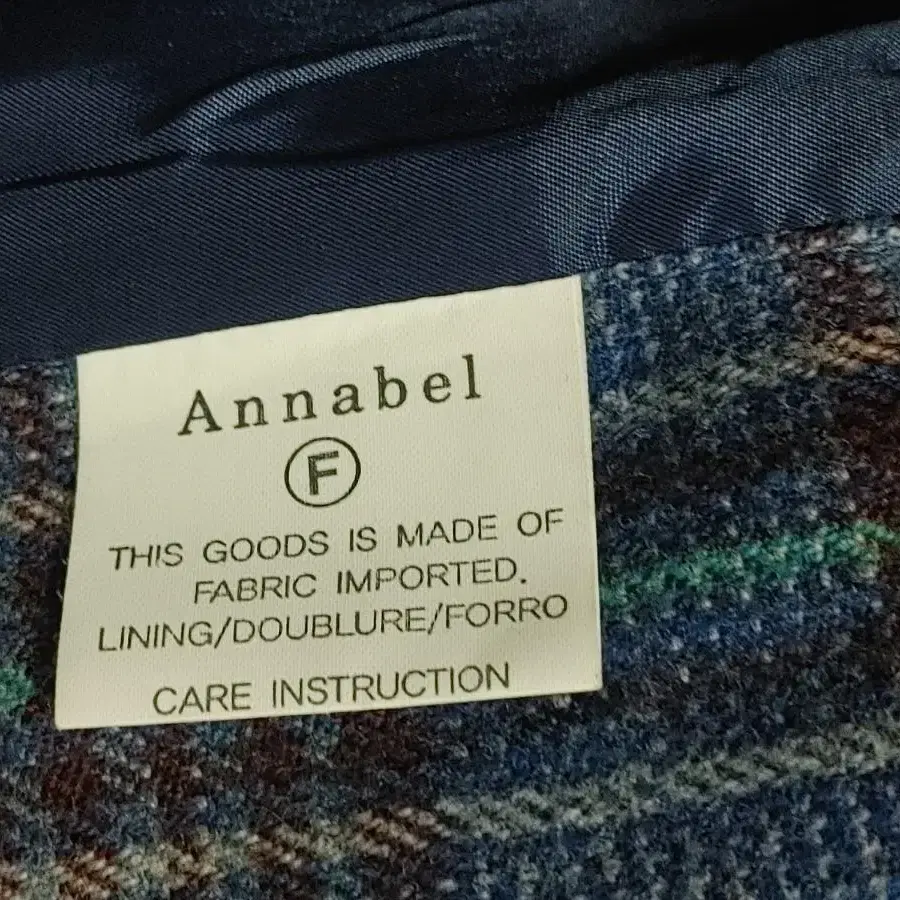 Annabel
F
THIS GOODS IS MADE OF
FABRIC IMPORTED.
LINING/DOUBLURE/FORRO
CARE INSTRUCTION